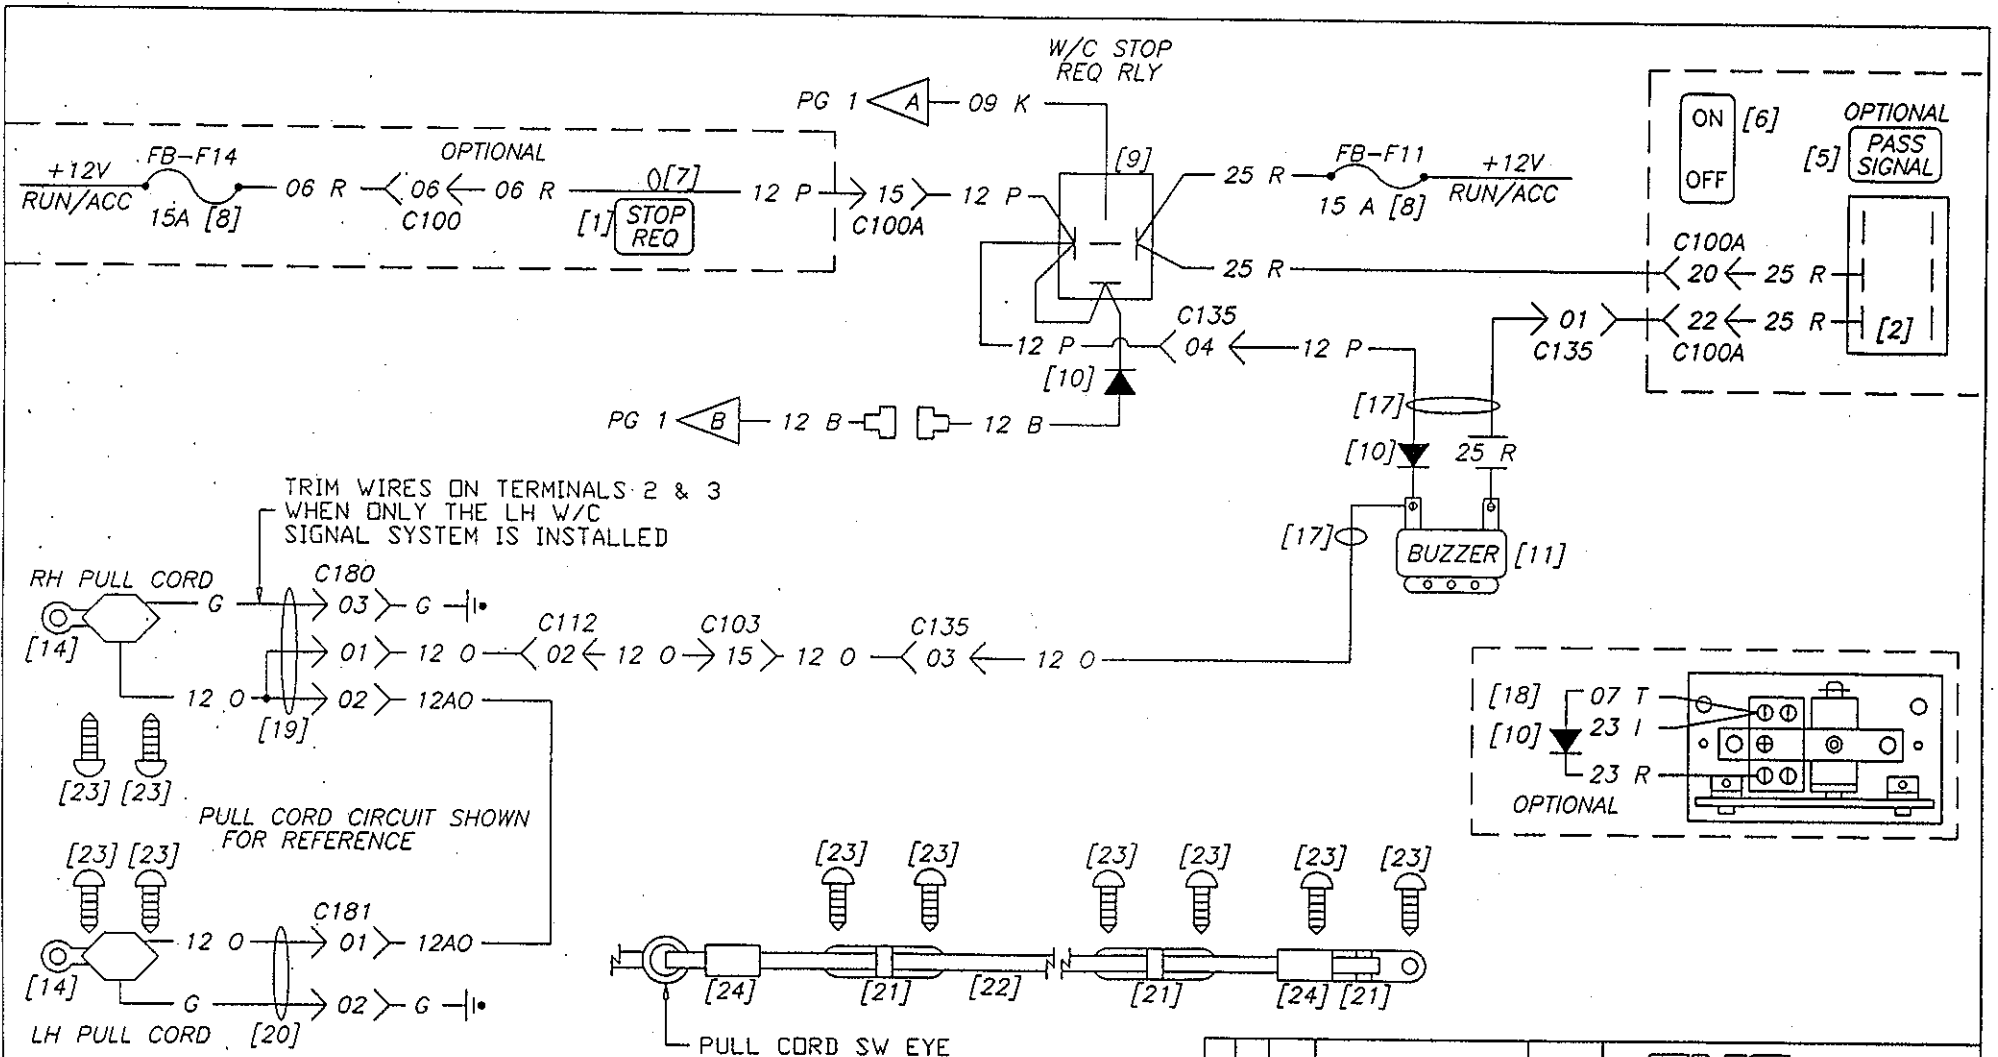 W/C STOP
REQ RLY
PG 1 A 09 K
ON [6]
OFF
OPTIONAL
[5] PASS
SIGNAL
+12V
RUN/ACC
FB-F14
15A [8]
OPTIONAL
06 R 06 06 R
C100
[7]
[1] STOP
REQ
12 P 15 12 P
C100A
[9]
25 R
FB-F11
15 A [8]
+12V
RUN/ACC
25 R
C100A
20 25 R
01
C135
22 25 R
C100A
[2]
12 P
C135
04 12 P
[10]
PG 1 B 12 B 12 B
[17]
[10] 25 R
TRIM WIRES ON TERMINALS 2 & 3
WHEN ONLY THE LH W/C
SIGNAL SYSTEM IS INSTALLED
[17]
BUZZER [11]
RH PULL CORD
[14]
G
C180
03 G
01 12 O
C112
02 12 O
C103
15 12 O
C135
03 12 O
12 O 02 12AO
[19]
[23] [23]
[18] 07 T
23 I
[10]
23 R
OPTIONAL
PULL CORD CIRCUIT SHOWN
FOR REFERENCE
[23] [23]
[14]
12 O
C181
01 12AO
G 02 G
LH PULL CORD [20]
[23] [23] [23] [23] [23] [23]
[24] [21] [22] [21] [24] [21]
PULL CORD SW EYE